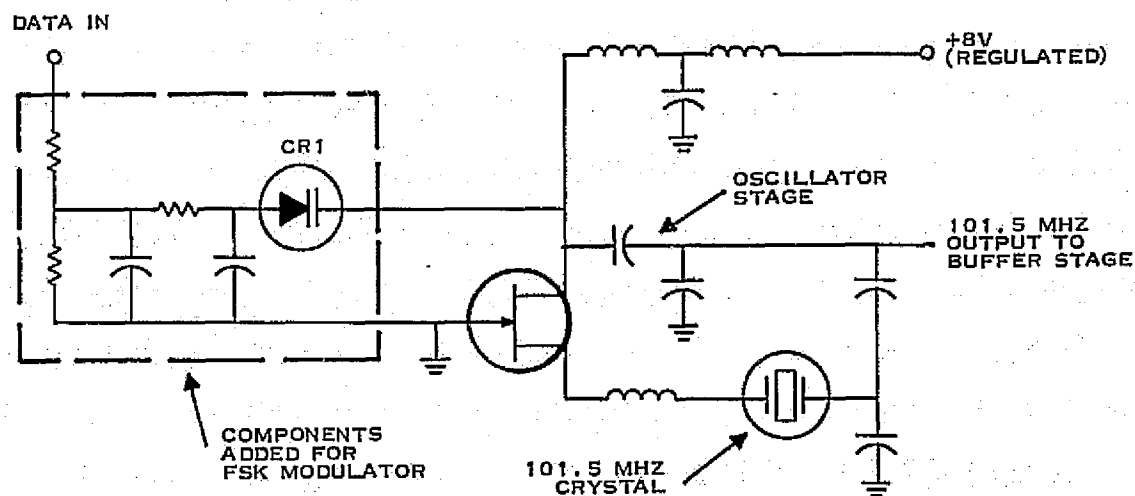 DATA IN
+8V
(REGULATED)
CR1
OSCILLATOR
STAGE
101.5 MHZ
OUTPUT TO
BUFFER STAGE
COMPONENTS
ADDED FOR
FSK MODULATOR
101.5 MHZ
CRYSTAL